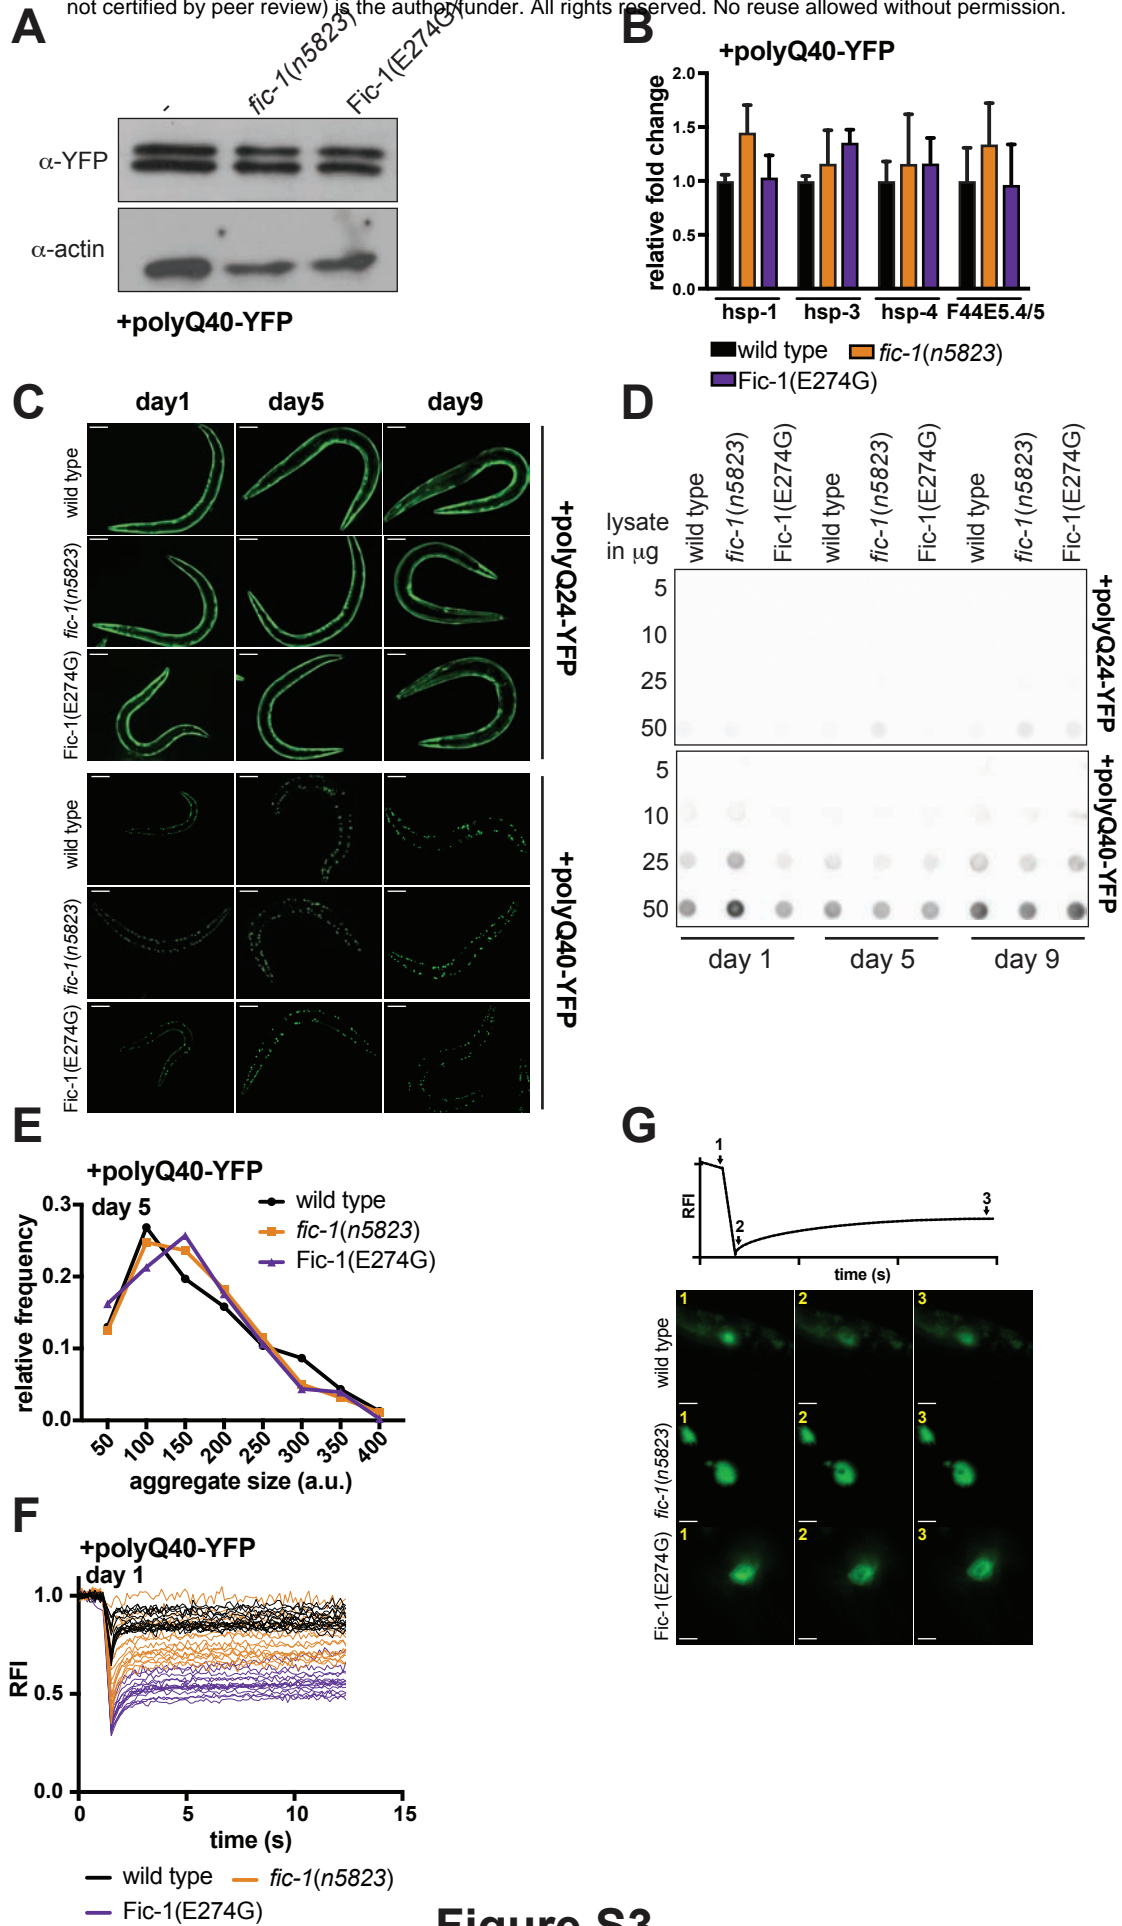 not certified by peer review) is the author/funder. All rights reserved. No reuse allowed without permission.
A
-
fic-1(n5823)
Fic-1(E274G)
α-YFP
α-actin
+polyQ40-YFP
B
+polyQ40-YFP
relative fold change
2.0
1.5
1.0
0.5
0.0
hsp-1 hsp-3 hsp-4 F44E5.4/5
wild type fic-1(n5823)
Fic-1(E274G)
C
day1 day5 day9
wild type
fic-1(n5823)
Fic-1(E274G)
+polyQ24-YFP
wild type
fic-1(n5823)
Fic-1(E274G)
+polyQ40-YFP
D
lysate
in μg
wild type
fic-1(n5823)
Fic-1(E274G)
wild type
fic-1(n5823)
Fic-1(E274G)
wild type
fic-1(n5823)
Fic-1(E274G)
5
10
25
50
+polyQ24-YFP
5
10
25
50
+polyQ40-YFP
day 1 day 5 day 9
E
+polyQ40-YFP
day 5
wild type
fic-1(n5823)
Fic-1(E274G)
relative frequency
0.3
0.2
0.1
0.0
50 100 150 200 250 300 350 400
aggregate size (a.u.)
F
+polyQ40-YFP
day 1
RFI
1.0
0.5
0.0
0 5 10 15
time (s)
wild type fic-1(n5823)
Fic-1(E274G)
G
RFI
1
2
3
time (s)
wild type
1 2 3
fic-1(n5823)
1 2 3
Fic-1(E274G)
1 2 3
Figure S3